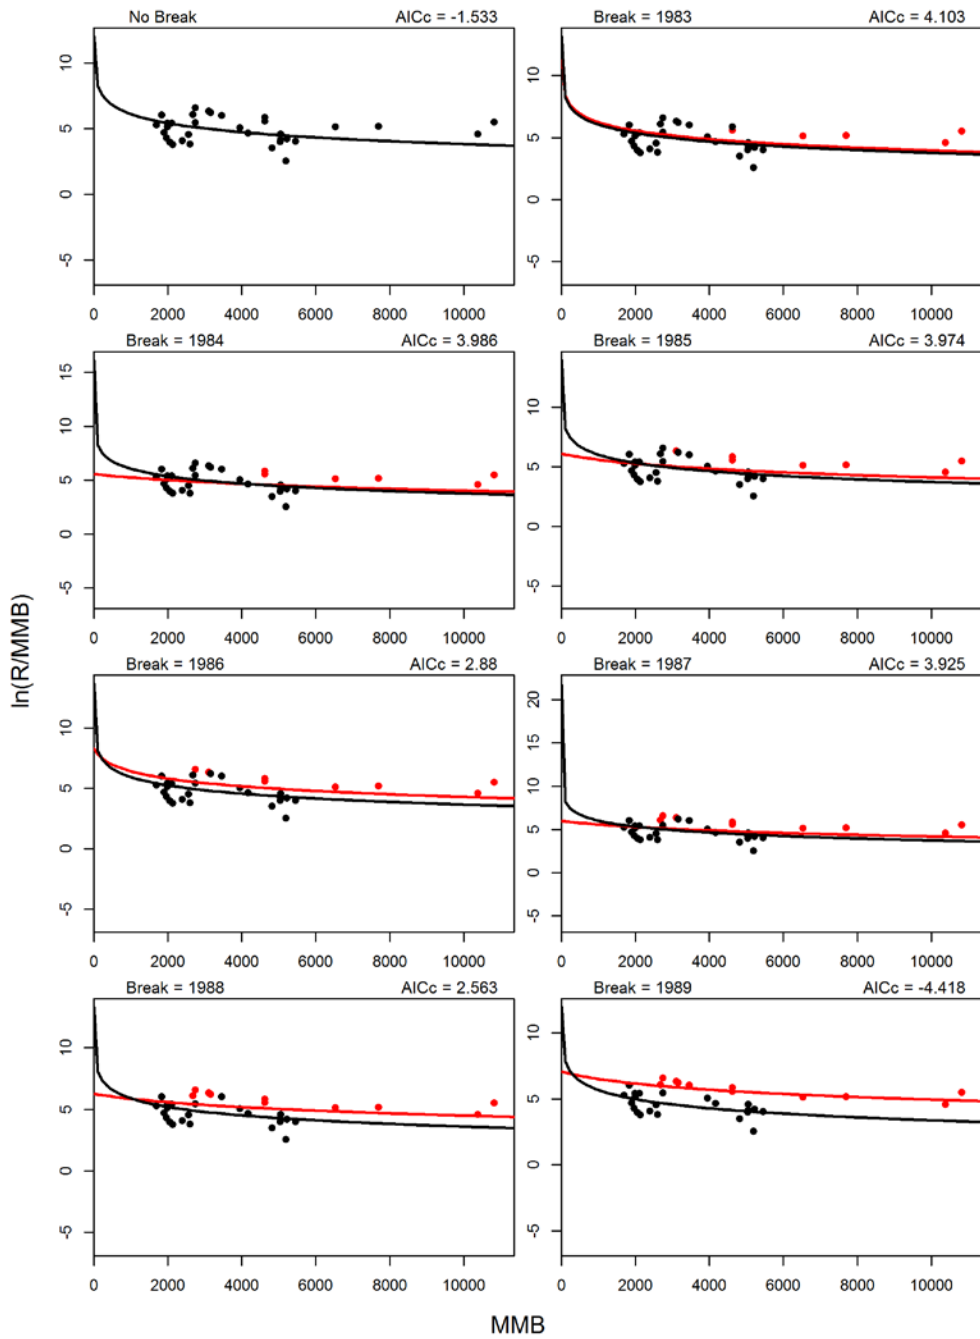 No Break AICc = -1.533
10
5
0
-5
0 2000 4000 6000 8000 10000
Break = 1983 AICc = 4.103
10
5
0
-5
0 2000 4000 6000 8000 10000
Break = 1984 AICc = 3.986
15
10
5
0
-5
0 2000 4000 6000 8000 10000
Break = 1985 AICc = 3.974
10
5
0
-5
0 2000 4000 6000 8000 10000
ln(R/MMB)
Break = 1986 AICc = 2.88
10
5
0
-5
0 2000 4000 6000 8000 10000
Break = 1987 AICc = 3.925
20
15
10
5
0
-5
0 2000 4000 6000 8000 10000
Break = 1988 AICc = 2.563
10
5
0
-5
0 2000 4000 6000 8000 10000
Break = 1989 AICc = -4.418
10
5
0
-5
0 2000 4000 6000 8000 10000
MMB